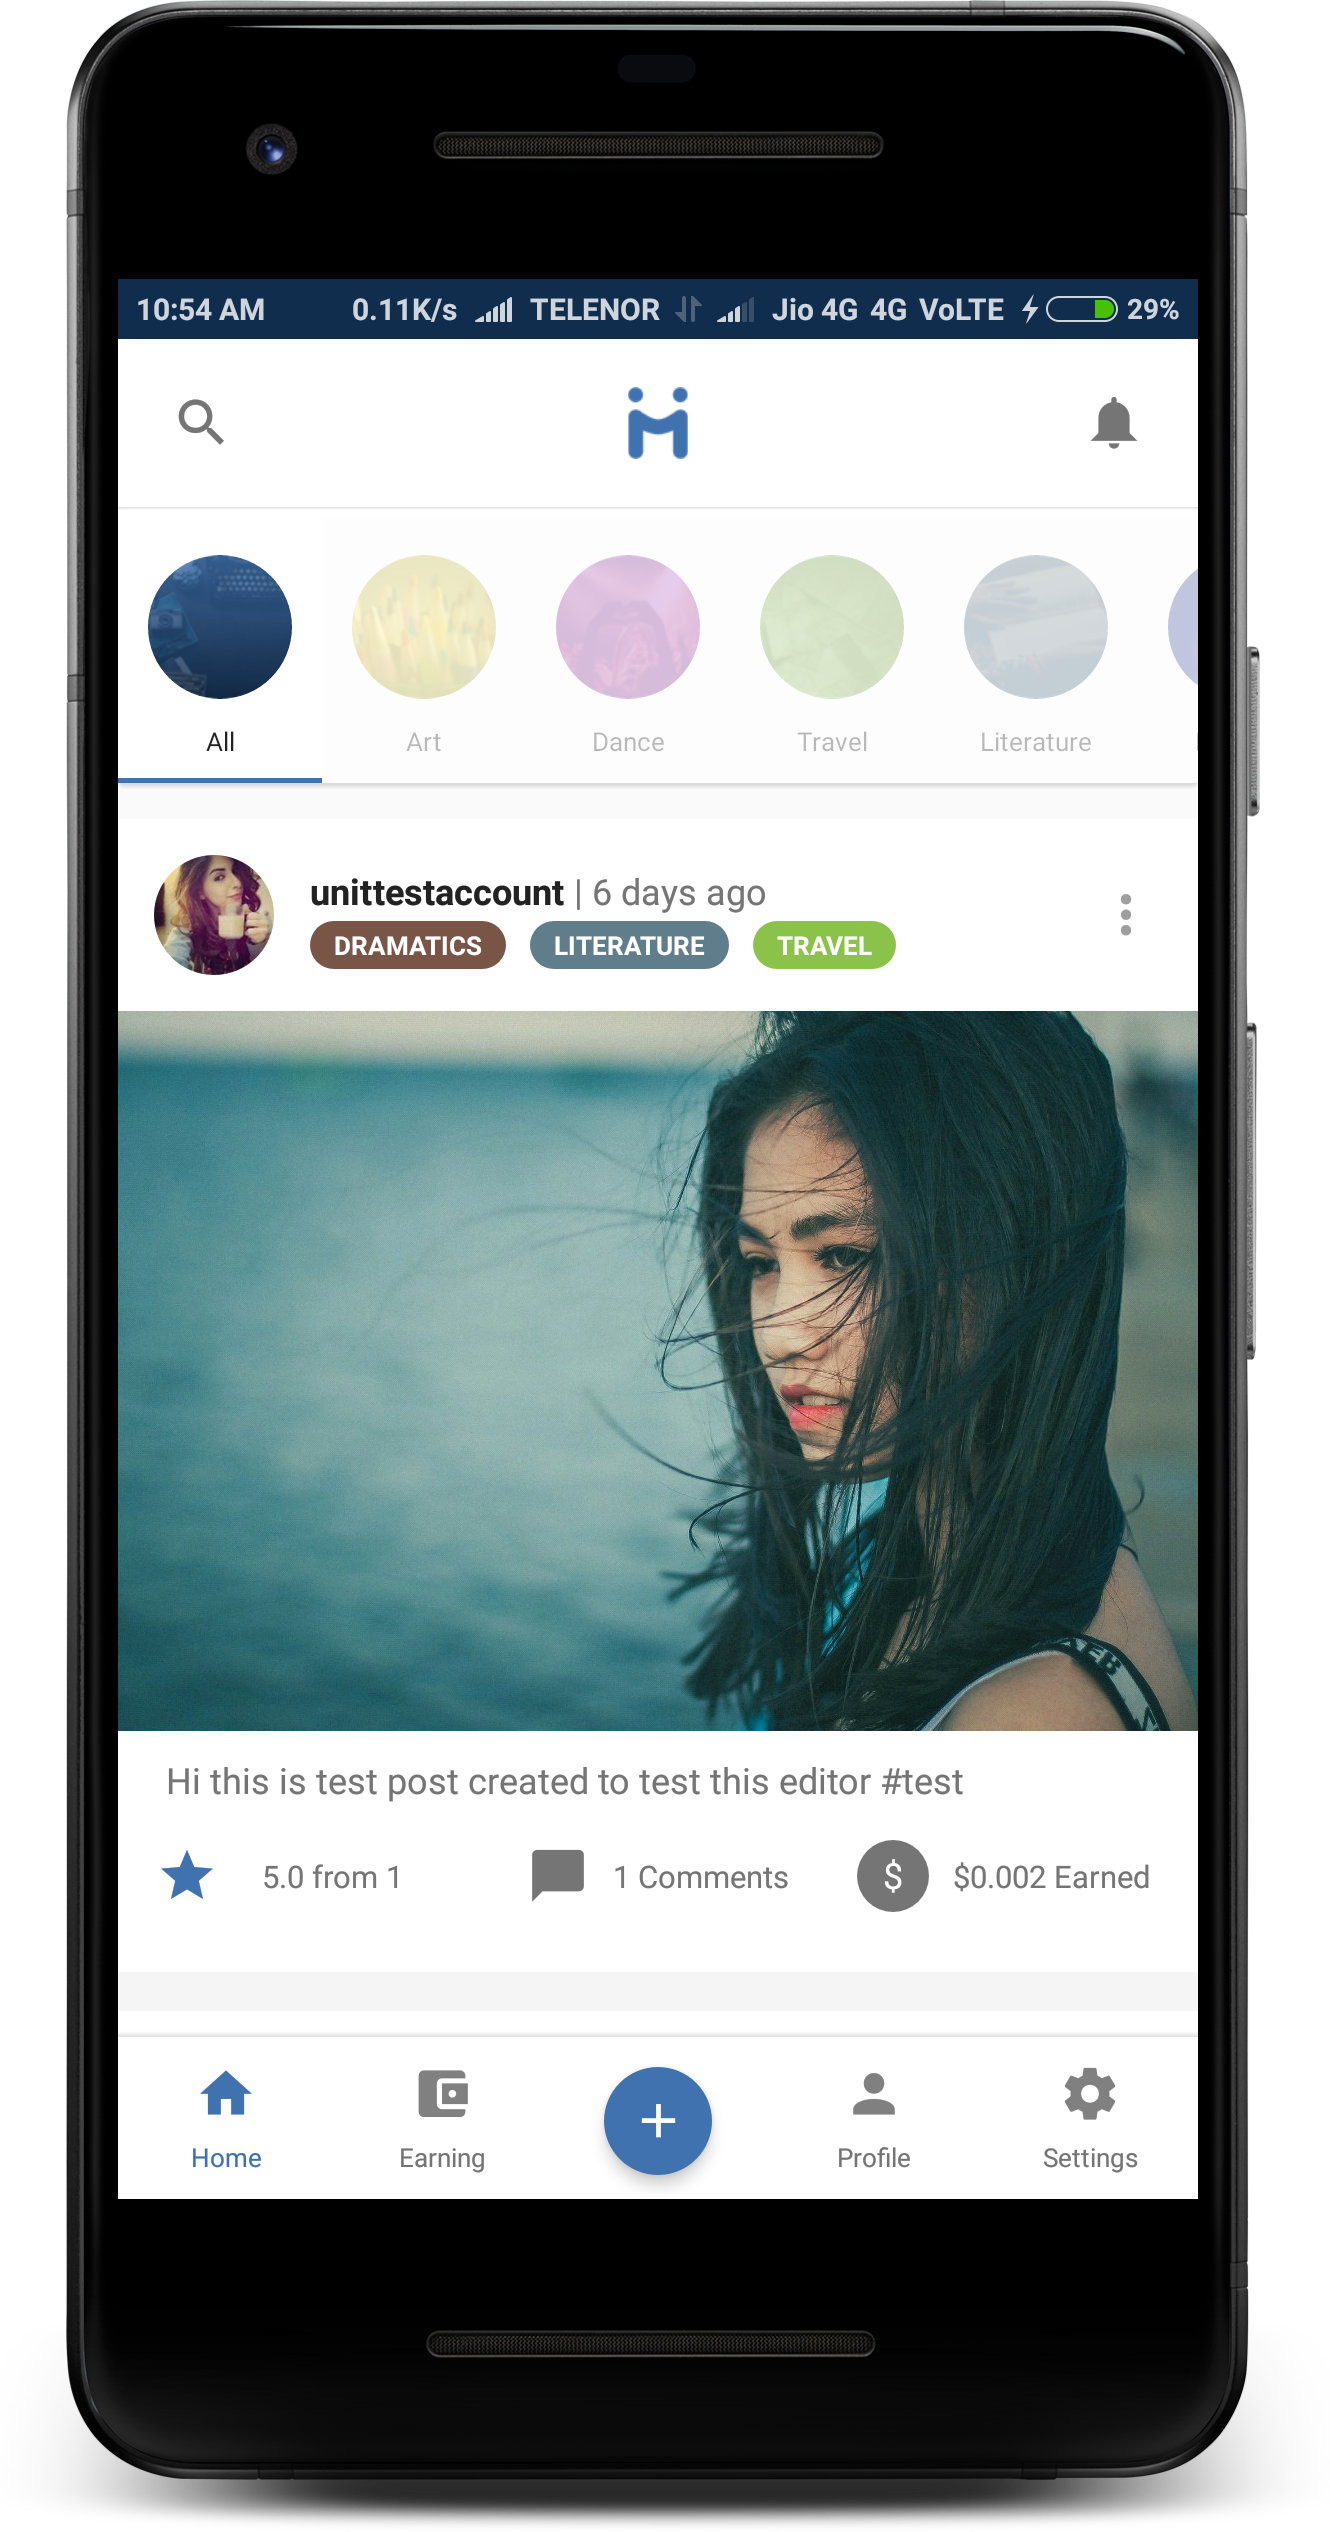 10:54 AM 0.11K/s TELENOR Jio 4G 4G VoLTE 29%
All Art Dance Travel Literature
unittestaccount | 6 days ago
DRAMATICS LITERATURE TRAVEL
Hi this is test post created to test this editor #test
5.0 from 1 1 Comments $ $0.002 Earned
Home Earning Profile Settings